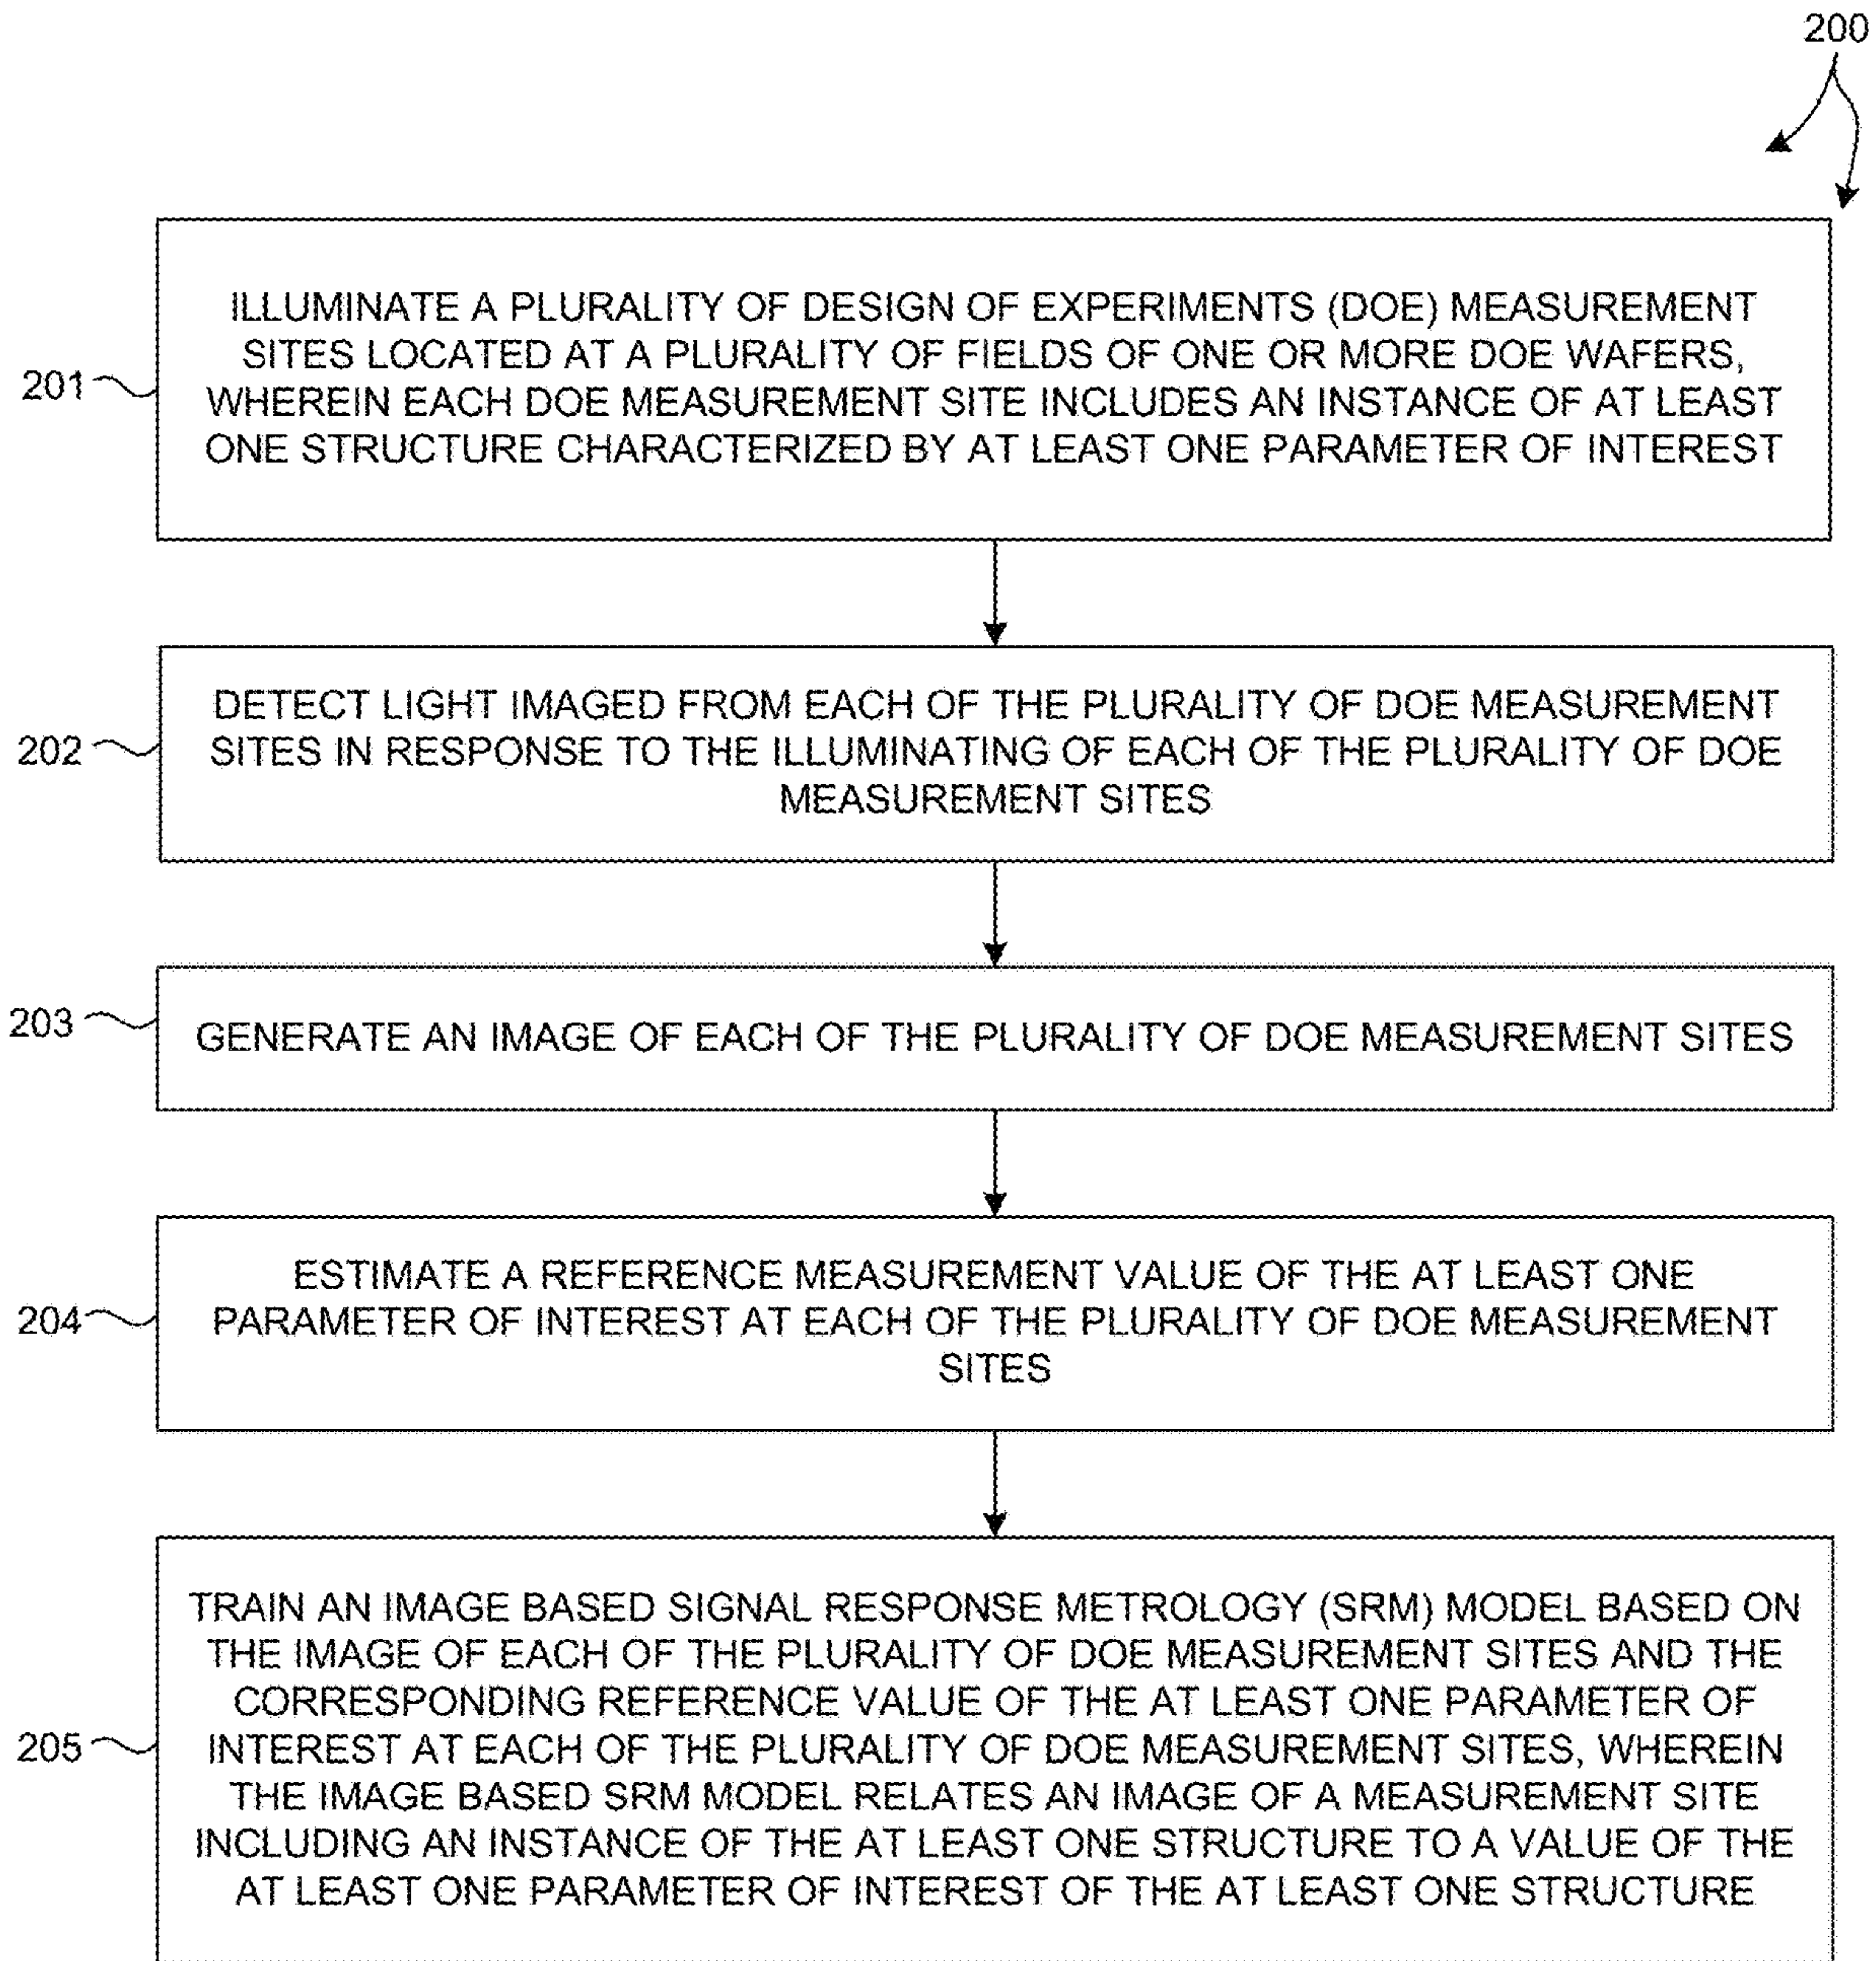 200
ILLUMINATE A PLURALITY OF DESIGN OF EXPERIMENTS (DOE) MEASUREMENT
SITES LOCATED AT A PLURALITY OF FIELDS OF ONE OR MORE DOE WAFERS,
WHEREIN EACH DOE MEASUREMENT SITE INCLUDES AN INSTANCE OF AT LEAST
ONE STRUCTURE CHARACTERIZED BY AT LEAST ONE PARAMETER OF INTEREST
201
DETECT LIGHT IMAGED FROM EACH OF THE PLURALITY OF DOE MEASUREMENT
SITES IN RESPONSE TO THE ILLUMINATING OF EACH OF THE PLURALITY OF DOE
MEASUREMENT SITES
202
GENERATE AN IMAGE OF EACH OF THE PLURALITY OF DOE MEASUREMENT SITES
203
ESTIMATE A REFERENCE MEASUREMENT VALUE OF THE AT LEAST ONE
PARAMETER OF INTEREST AT EACH OF THE PLURALITY OF DOE MEASUREMENT
SITES
204
TRAIN AN IMAGE BASED SIGNAL RESPONSE METROLOGY (SRM) MODEL BASED ON
THE IMAGE OF EACH OF THE PLURALITY OF DOE MEASUREMENT SITES AND THE
CORRESPONDING REFERENCE VALUE OF THE AT LEAST ONE PARAMETER OF
INTEREST AT EACH OF THE PLURALITY OF DOE MEASUREMENT SITES, WHEREIN
THE IMAGE BASED SRM MODEL RELATES AN IMAGE OF A MEASUREMENT SITE
INCLUDING AN INSTANCE OF THE AT LEAST ONE STRUCTURE TO A VALUE OF THE
AT LEAST ONE PARAMETER OF INTEREST OF THE AT LEAST ONE STRUCTURE
205